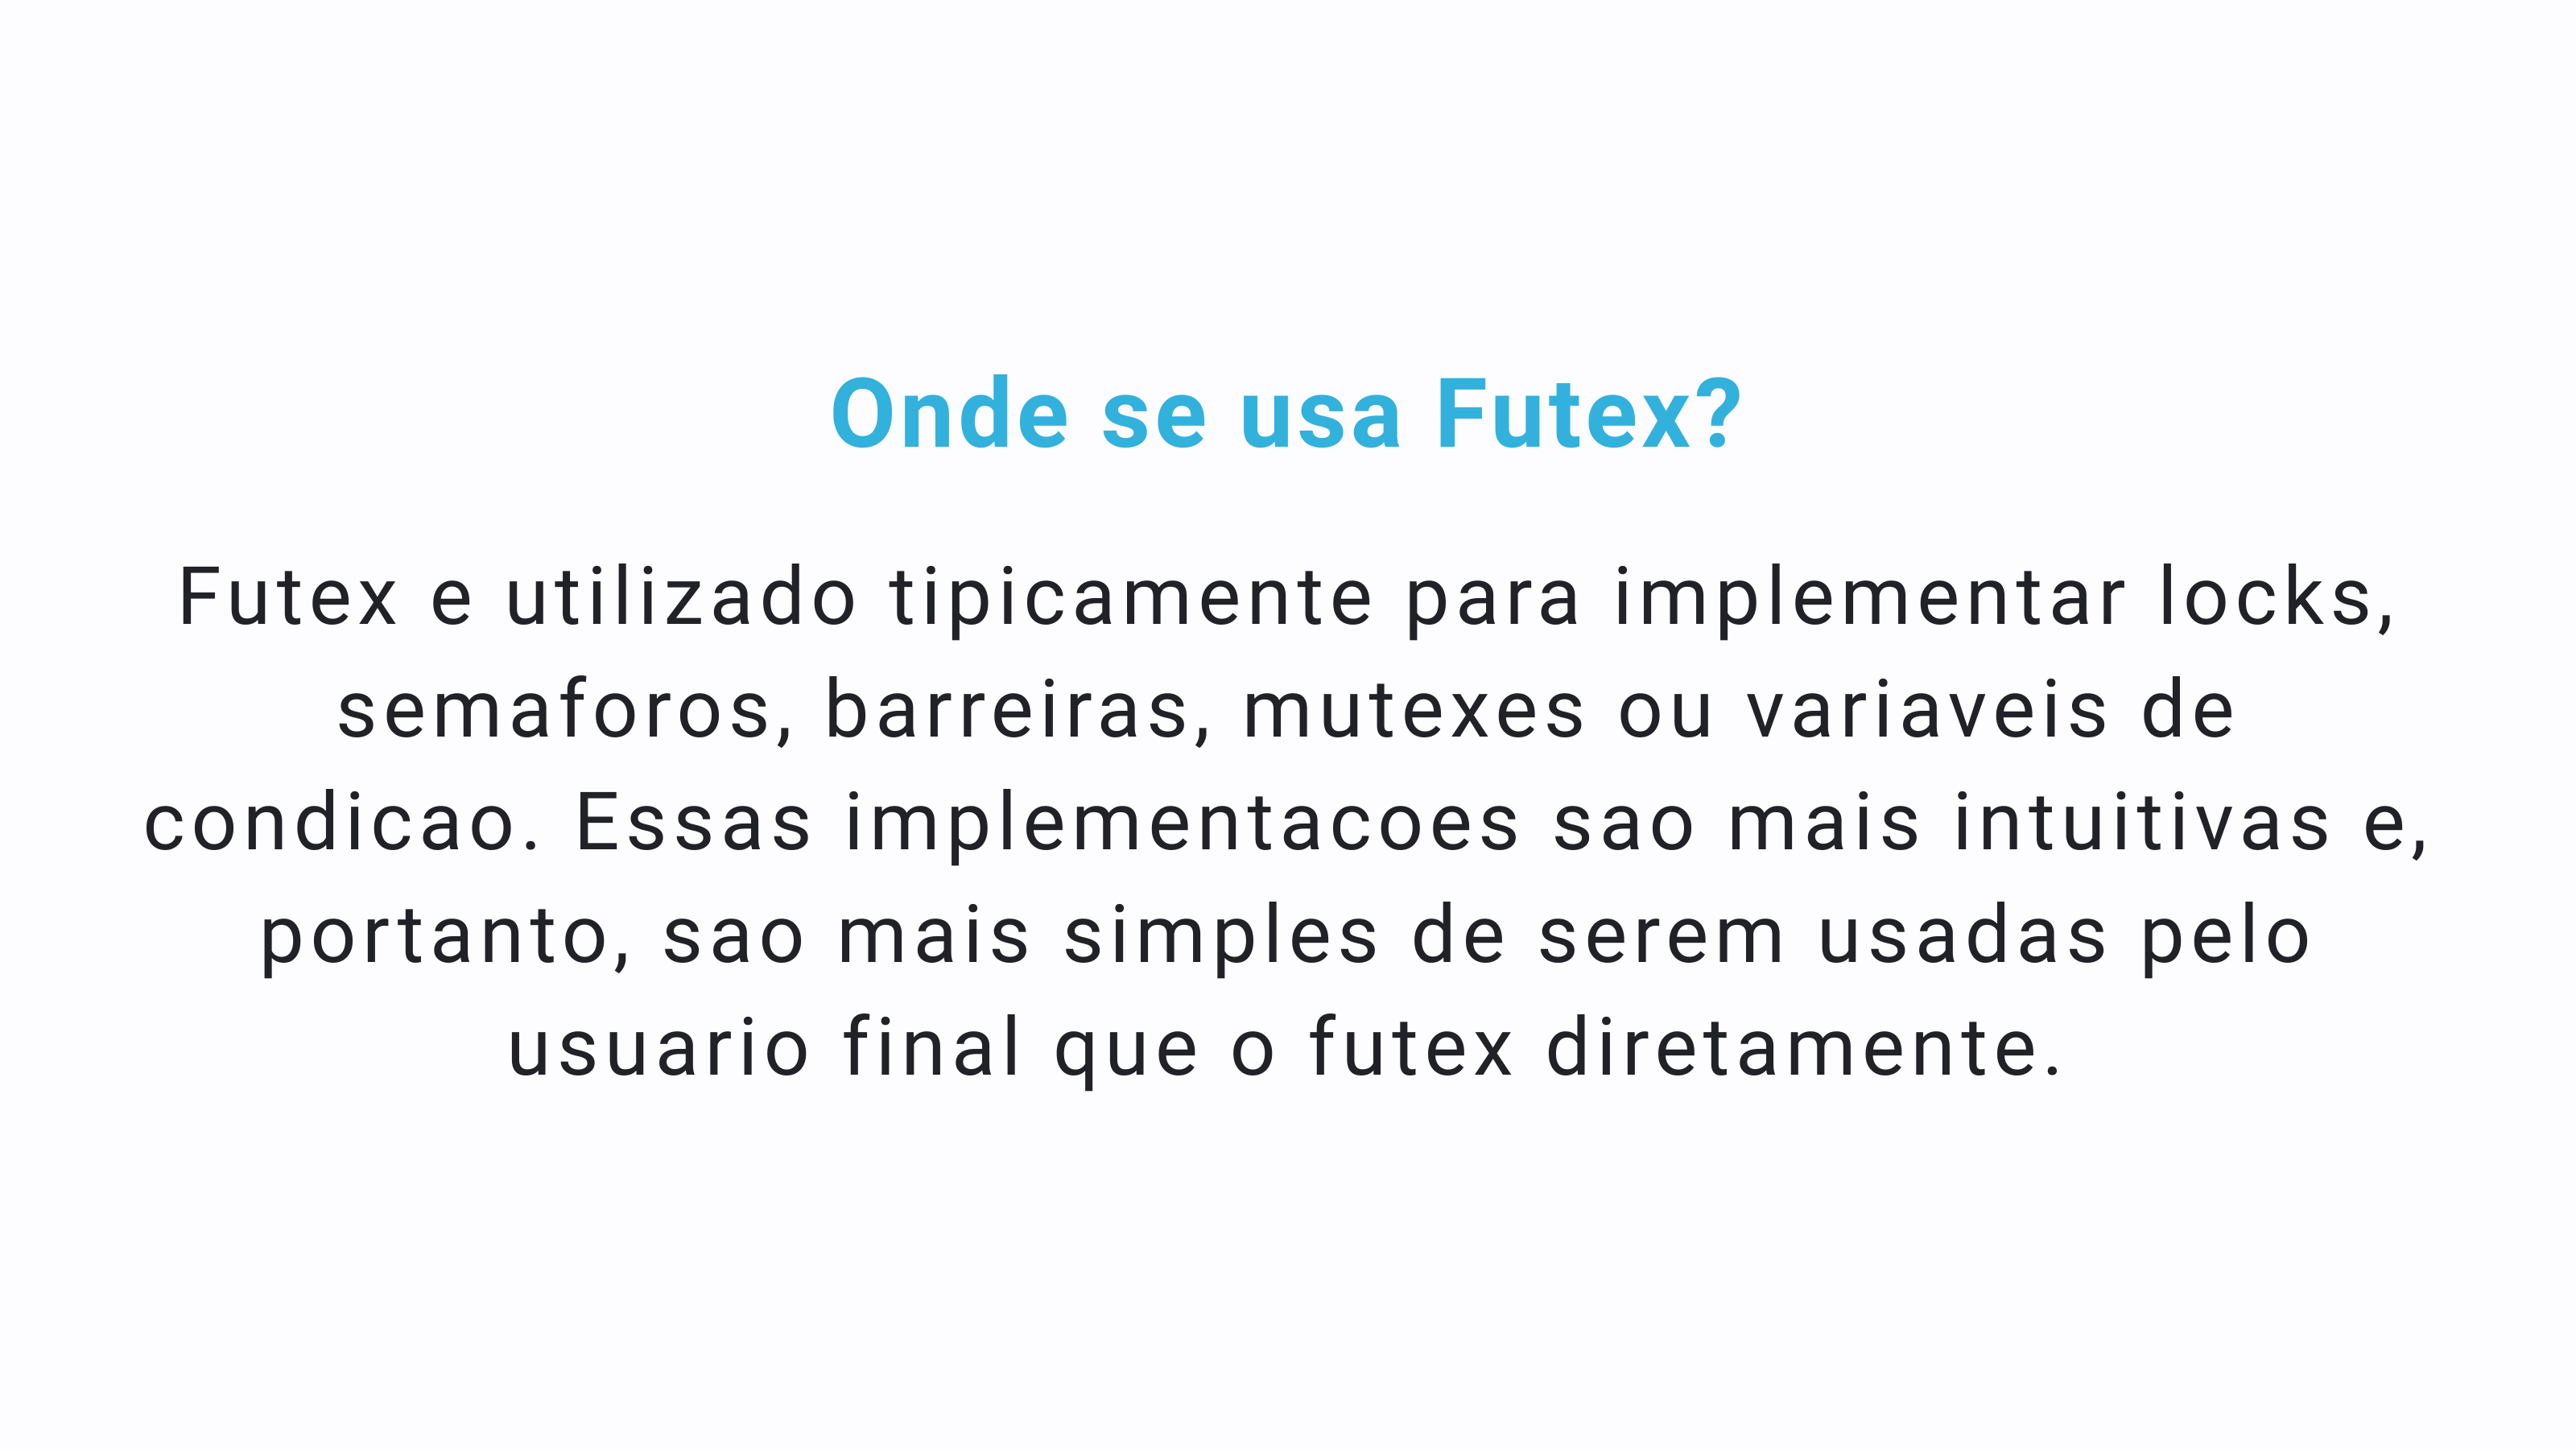 Onde se usa Futex?
Futex e utilizado tipicamente para implementar locks,
semaforos, barreiras, mutexes ou variaveis de
condicao. Essas implementacoes sao mais intuitivas e,
portanto, sao mais simples de serem usadas pelo
usuario final que o futex diretamente.